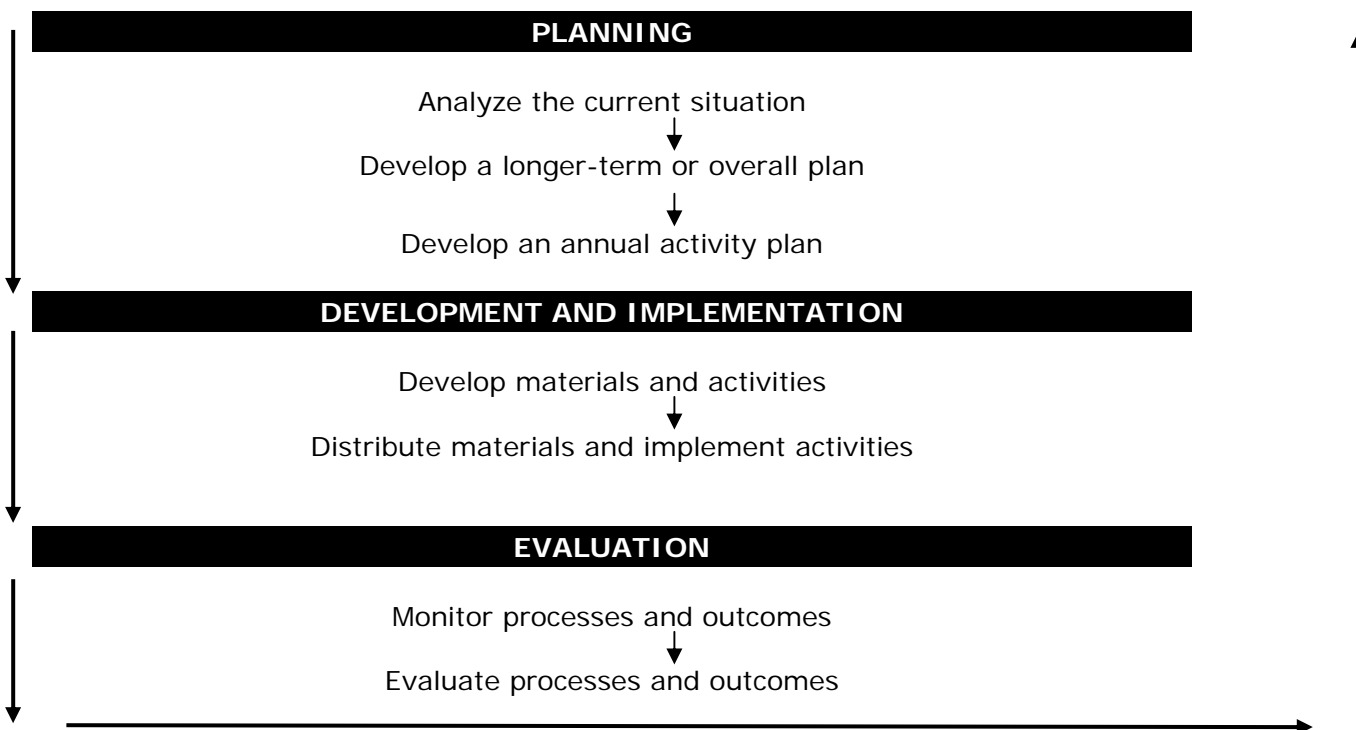 PLANNING
Analyze the current situation
Develop a longer-term or overall plan
Develop an annual activity plan
DEVELOPMENT AND IMPLEMENTATION
Develop materials and activities
Distribute materials and implement activities
EVALUATION
Monitor processes and outcomes
Evaluate processes and outcomes